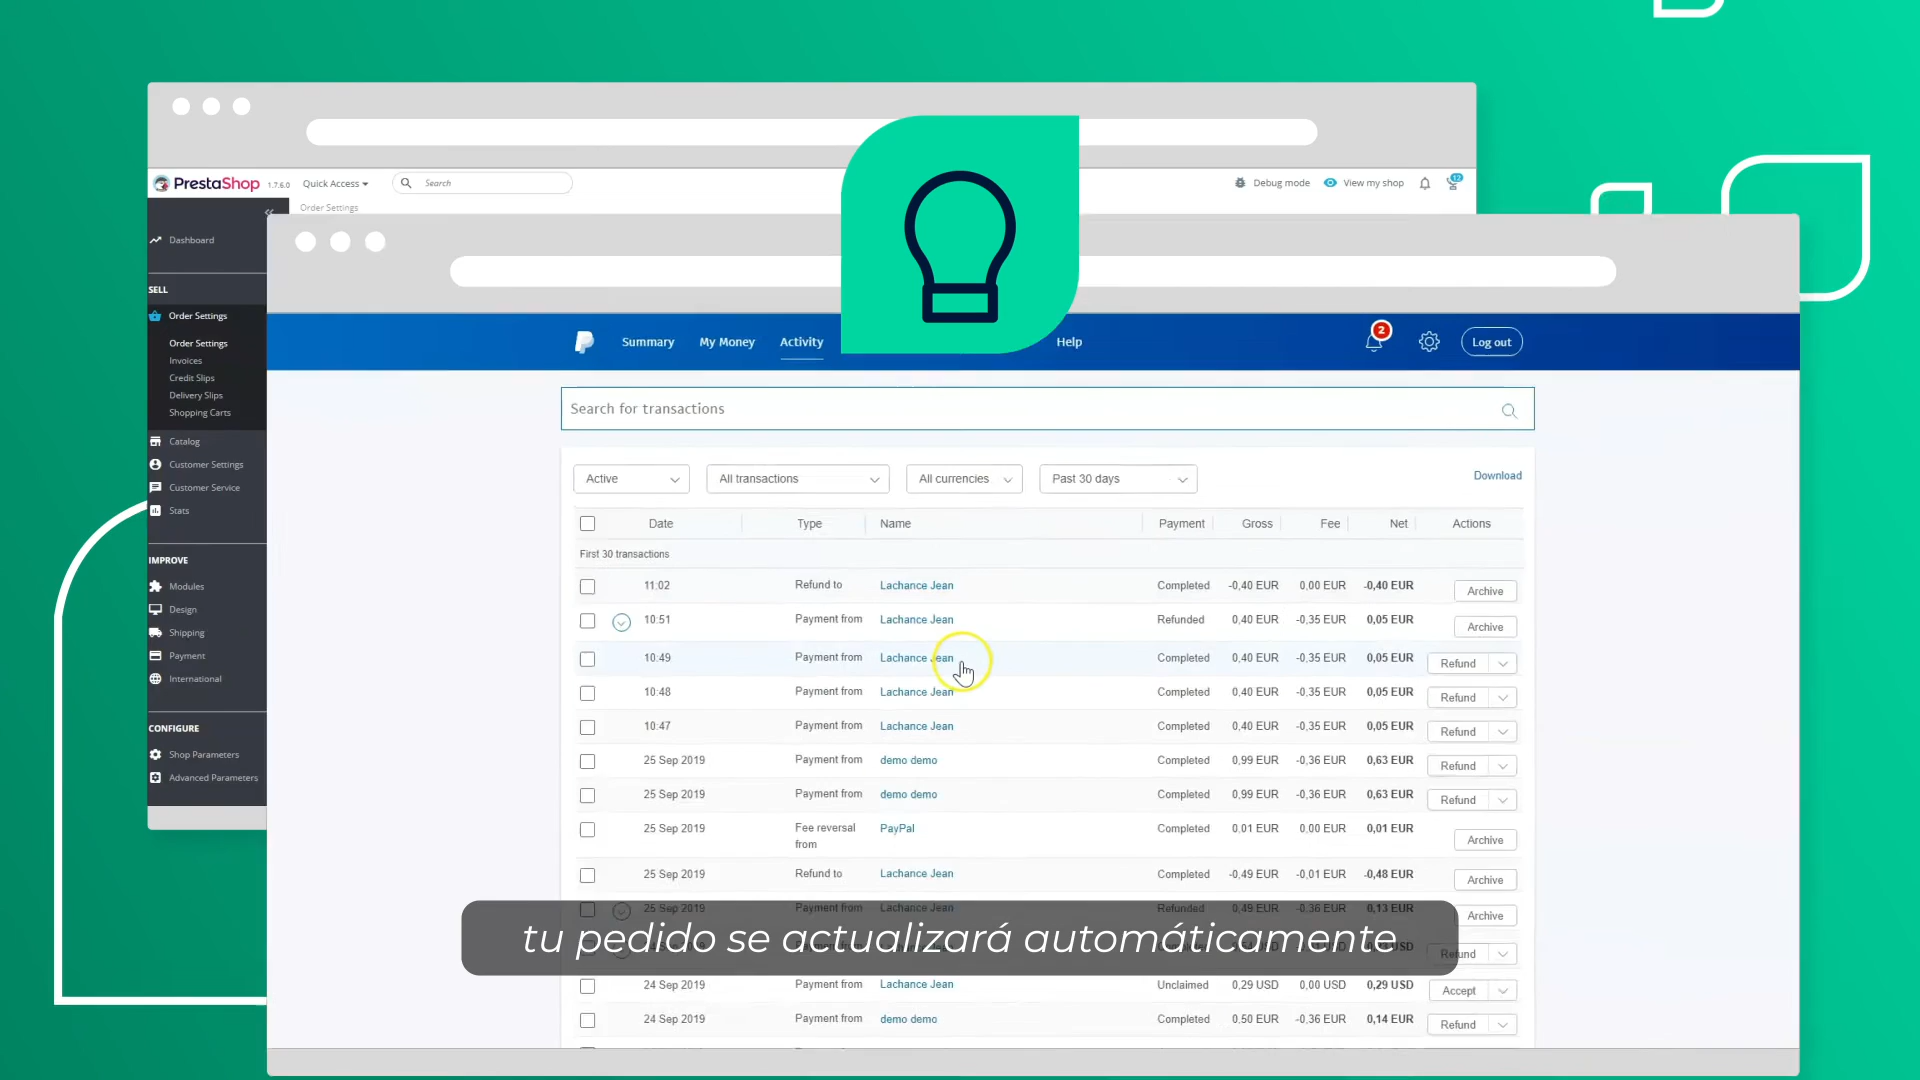 PrestaShop 1.7.6.0 Quick Access Search Debug mode View my shop 12
Order Settings
Dashboard
SELL
Order Settings
Order Settings
Invoices
Credit Slips
Delivery Slips
Shopping Carts
Catalog
Customer Settings
Customer Service
Stats
IMPROVE
Modules
Design
Shipping
Payment
International
CONFIGURE
Shop Parameters
Advanced Parameters
Summary My Money Activity Help 2 Log out
Search for transactions
Active All transactions All currencies Past 30 days Download
Date Type Name Payment Gross Fee Net Actions
First 30 transactions
11:02 Refund to Lachance Jean Completed -0,40 EUR 0,00 EUR -0,40 EUR Archive
10:51 Payment from Lachance Jean Refunded 0,40 EUR -0,35 EUR 0,05 EUR Archive
10:49 Payment from Lachance Jean Completed 0,40 EUR -0,35 EUR 0,05 EUR Refund
10:48 Payment from Lachance Jean Completed 0,40 EUR -0,35 EUR 0,05 EUR Refund
10:47 Payment from Lachance Jean Completed 0,40 EUR -0,35 EUR 0,05 EUR Refund
25 Sep 2019 Payment from demo demo Completed 0,99 EUR -0,36 EUR 0,63 EUR Refund
25 Sep 2019 Payment from demo demo Completed 0,99 EUR -0,36 EUR 0,63 EUR Refund
25 Sep 2019 Fee reversal PayPal Completed 0,01 EUR 0,00 EUR 0,01 EUR Archive
from
25 Sep 2019 Refund to Lachance Jean Completed -0,49 EUR -0,01 EUR -0,48 EUR Archive
25 Sep 2019 Payment from Lachance Jean Refunded 0,49 EUR -0,36 EUR 0,13 EUR Archive
tu pedido se actualizará automáticamente
Refund
24 Sep 2019 Payment from Lachance Jean Unclaimed 0,29 USD 0,00 USD 0,29 USD Accept
24 Sep 2019 Payment from demo demo Completed 0,50 EUR -0,36 EUR 0,14 EUR Refund